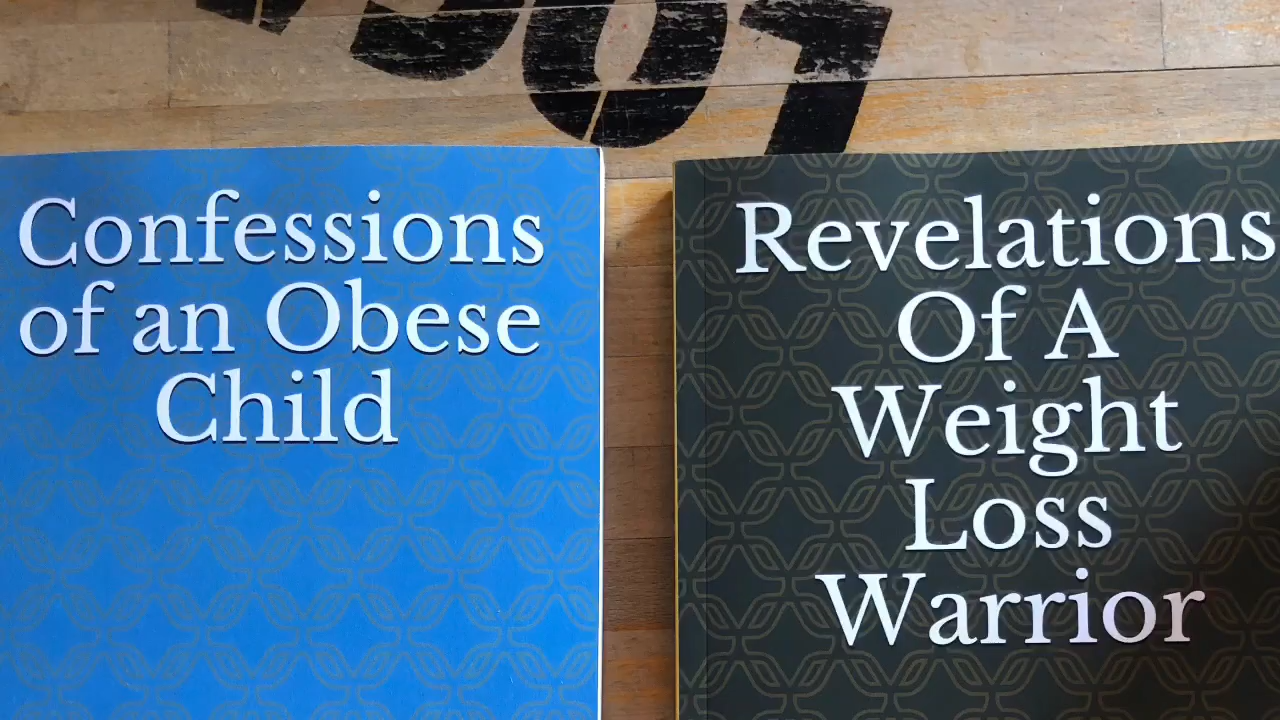 Confessions
of an Obese
Child
Revelations
Of A
Weight
Loss
Warrior